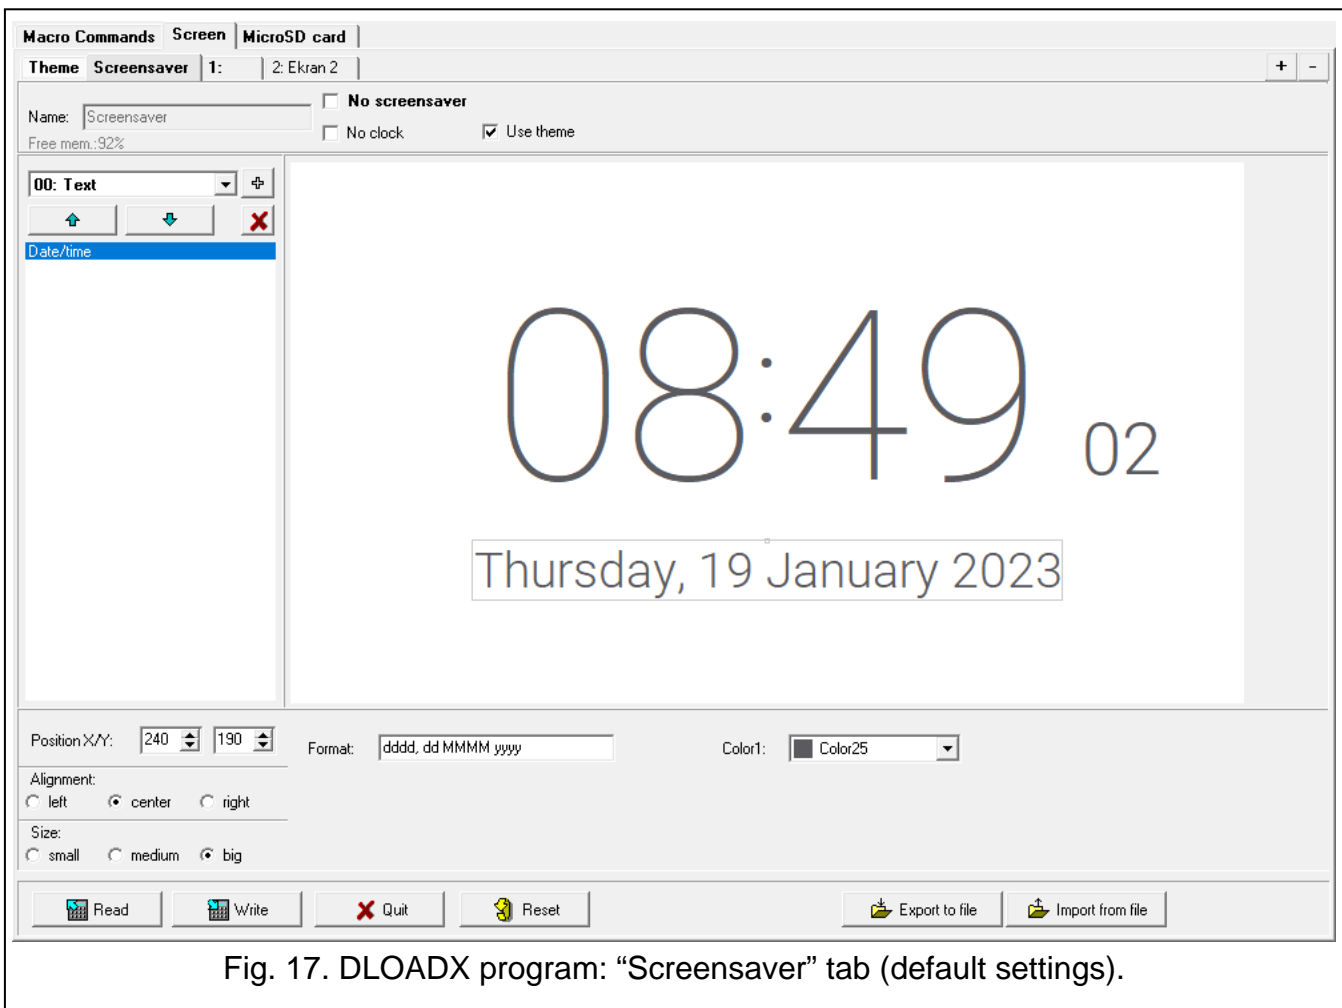 Macro Commands Screen MicroSD card
Theme Screensaver 1: 2: Ekran 2 + -
No screensaver
Name: Screensaver
No clock Use theme
Free mem.:92%
00: Text
Date/time
08:49 02
Thursday, 19 January 2023
Position X/Y: 240 190 Format: dddd, dd MMMM yyyy Color1: Color25
Alignment:
left center right
Size:
small medium big
Read Write Quit Reset Export to file Import from file
Fig. 17. DLOADX program: “Screensaver” tab (default settings).